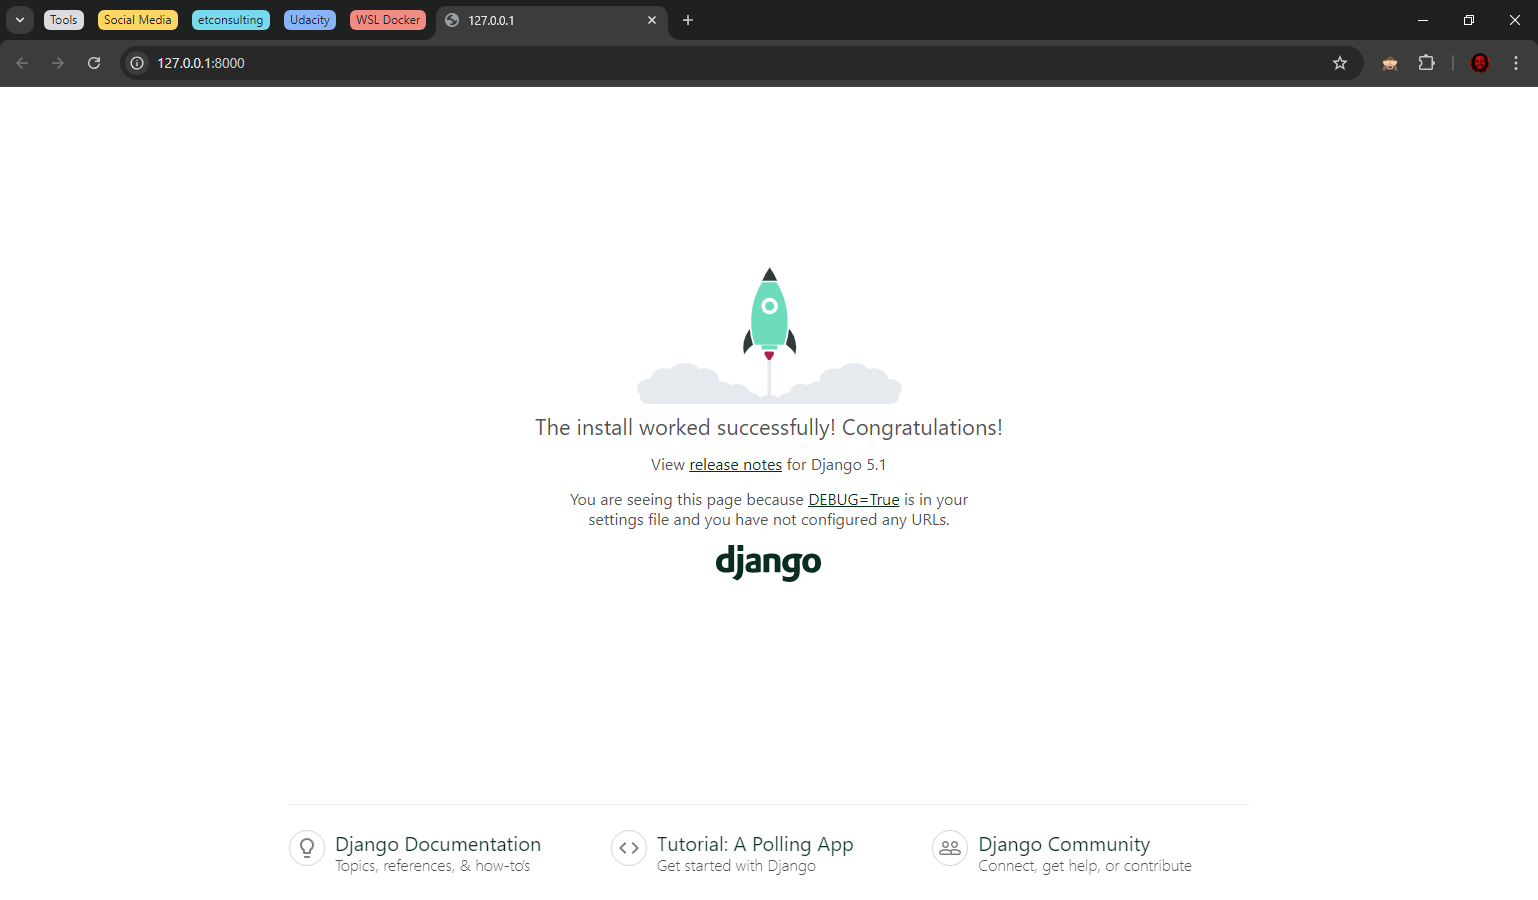 Tools Social Media etconsulting Udacity WSL Docker 127.0.0.1
127.0.0.1:8000
The install worked successfully! Congratulations!
View release notes for Django 5.1
You are seeing this page because DEBUG=True is in your
settings file and you have not configured any URLs.
django
Django Documentation
Topics, references, & how-to’s
Tutorial: A Polling App
Get started with Django
Django Community
Connect, get help, or contribute